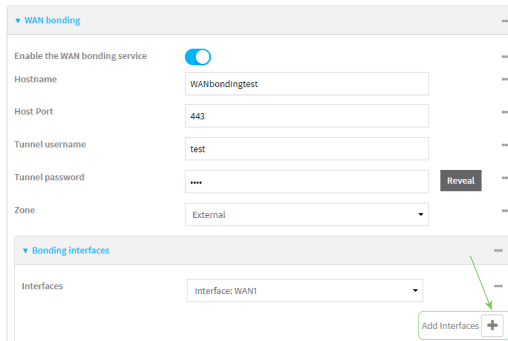 WAN bonding
Enable the WAN bonding service
Hostname
WANbondingtest
Host Port
443
Tunnel username
test
Tunnel password
••••
Reveal
Zone
External
Bonding interfaces
Interfaces
Interface: WAN1
Add Interfaces